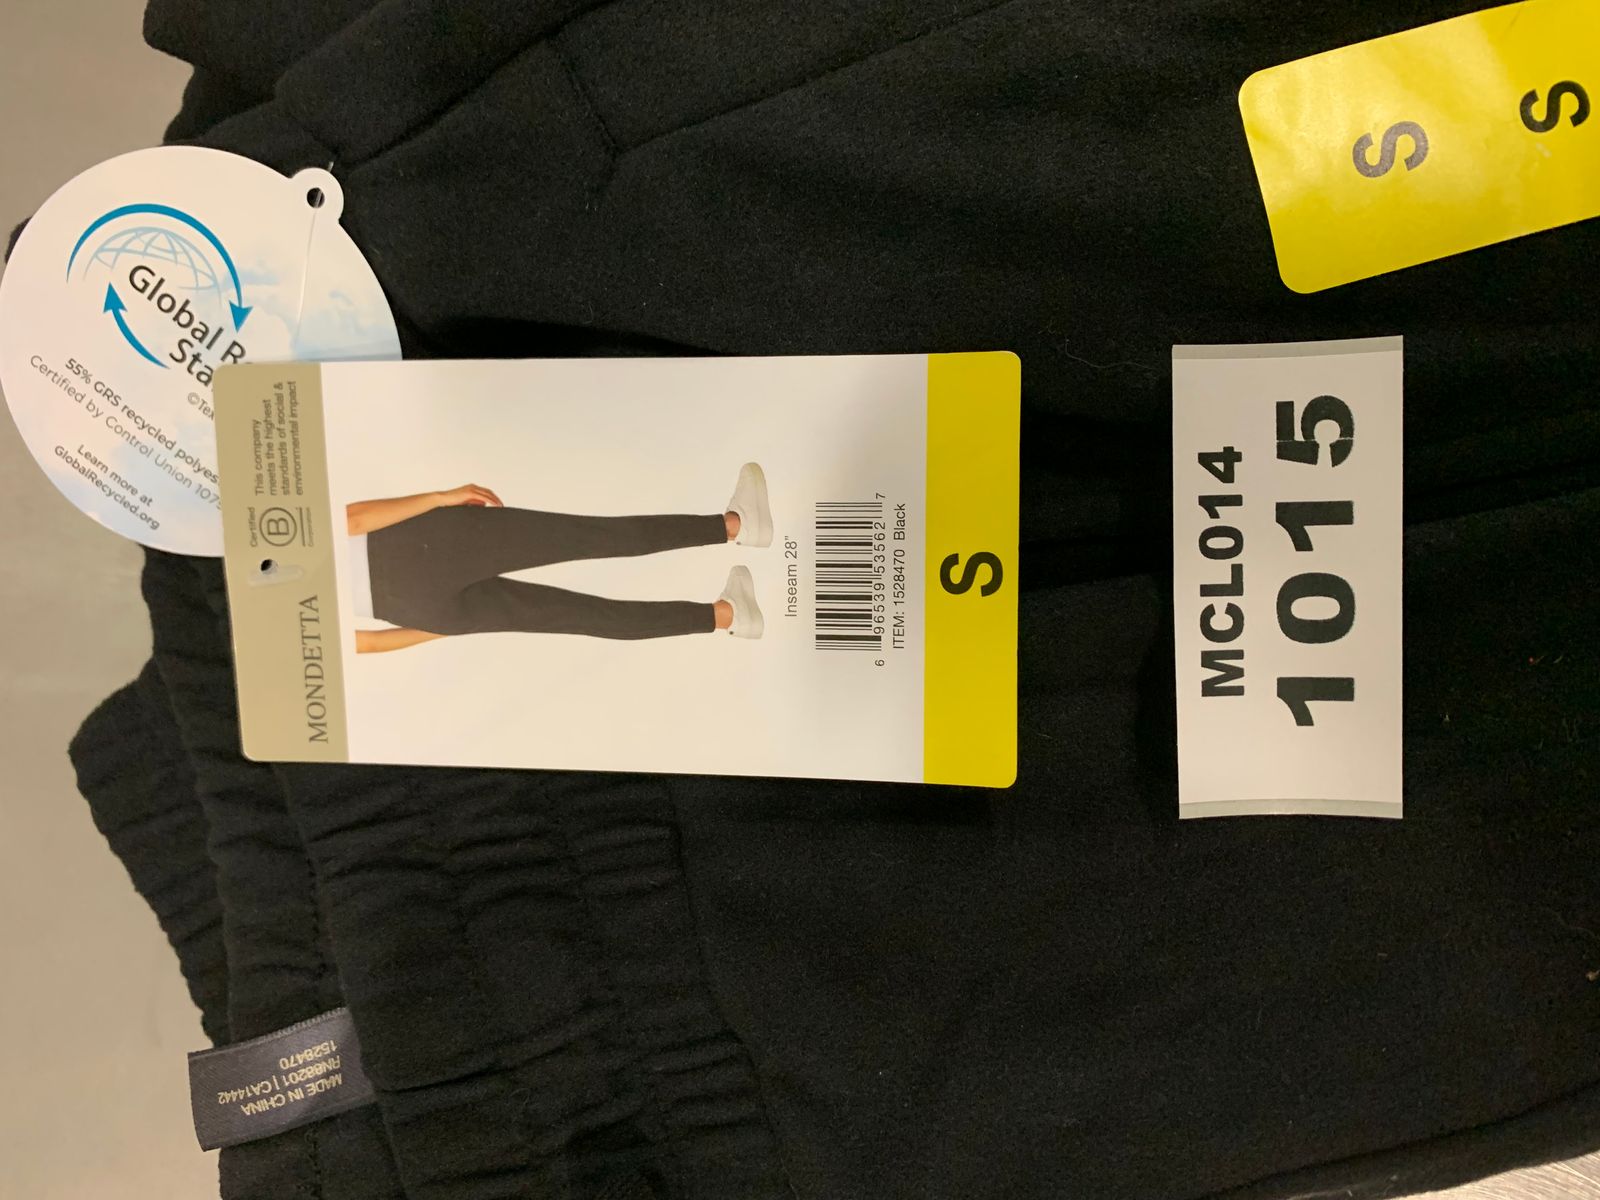 Global R
Sta
©Tex
55% GRS recycled polyes
Certified by Control Union 107
Learn more at
GlobalRecycled.org
MONDETTA
Certified
B
Corporation
This company
meets the highest
standards of social &
environmental impact
Inseam 28"
6 96539 53562 7
ITEM: 1528470 Black
S
MCL014
1015
S
S
MADE IN CHINA
RN88201 | CA14442
1528470